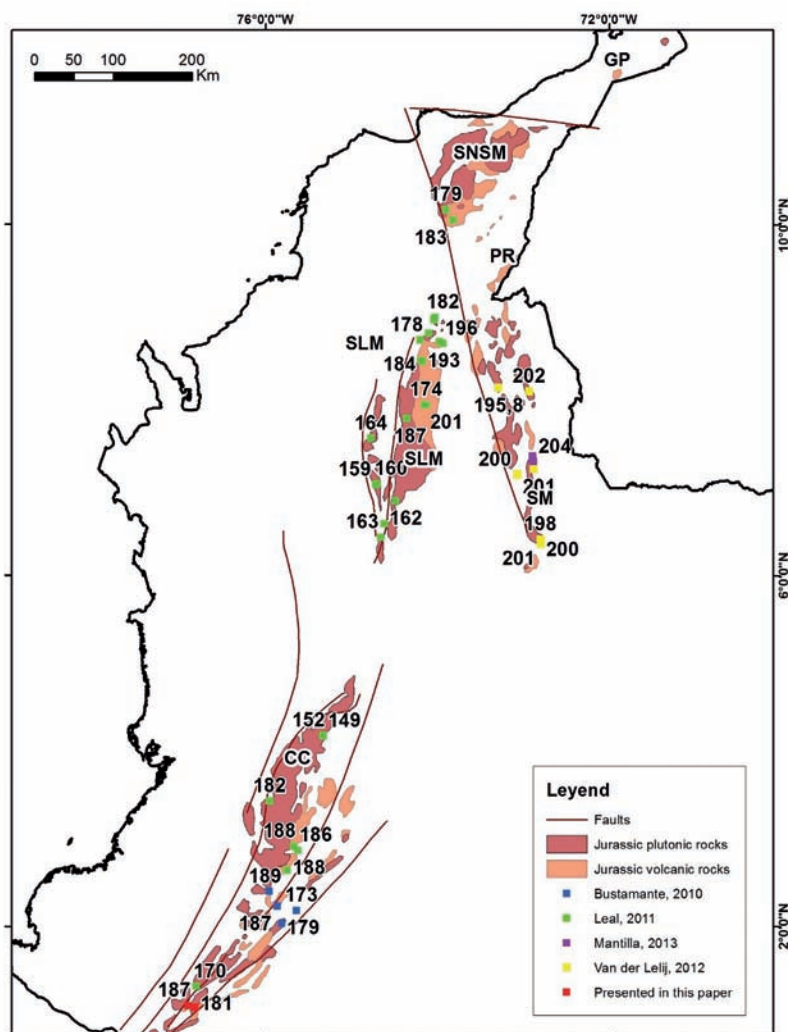 76°0'0"W 72°0'0"W
0 50 100 200
Km
GP
SNSM
179
10°0'0"N
183
PR
182
SLM 178 196
184 193
202
174
195,8
164 201
187
SLM 204
159 160 200
201
SM
163 162 198
201 200
6°0'0"N
152 149
CC
182
188 186
188
189 173
187 179
2°0'0"N
170
187
181
Leyend
Faults
Jurassic plutonic rocks
Jurassic volcanic rocks
Bustamante, 2010
Leal, 2011
Mantilla, 2013
Van der Lelij, 2012
Presented in this paper